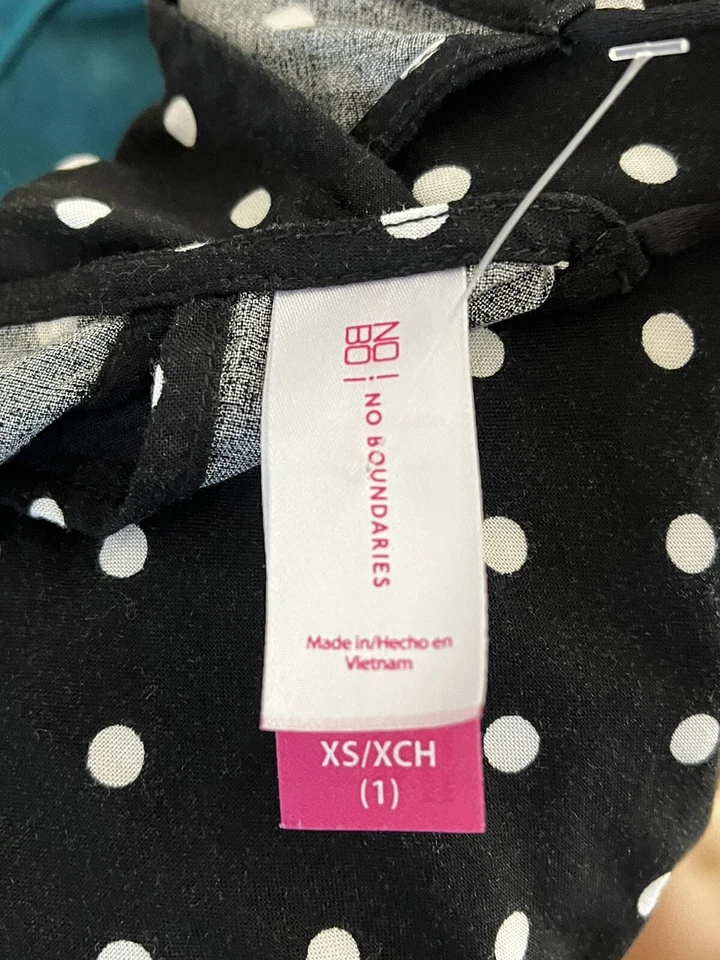 NO
BO
NO BOUNDARIES
Made in/Hecho en
Vietnam
XS/XCH
(1)